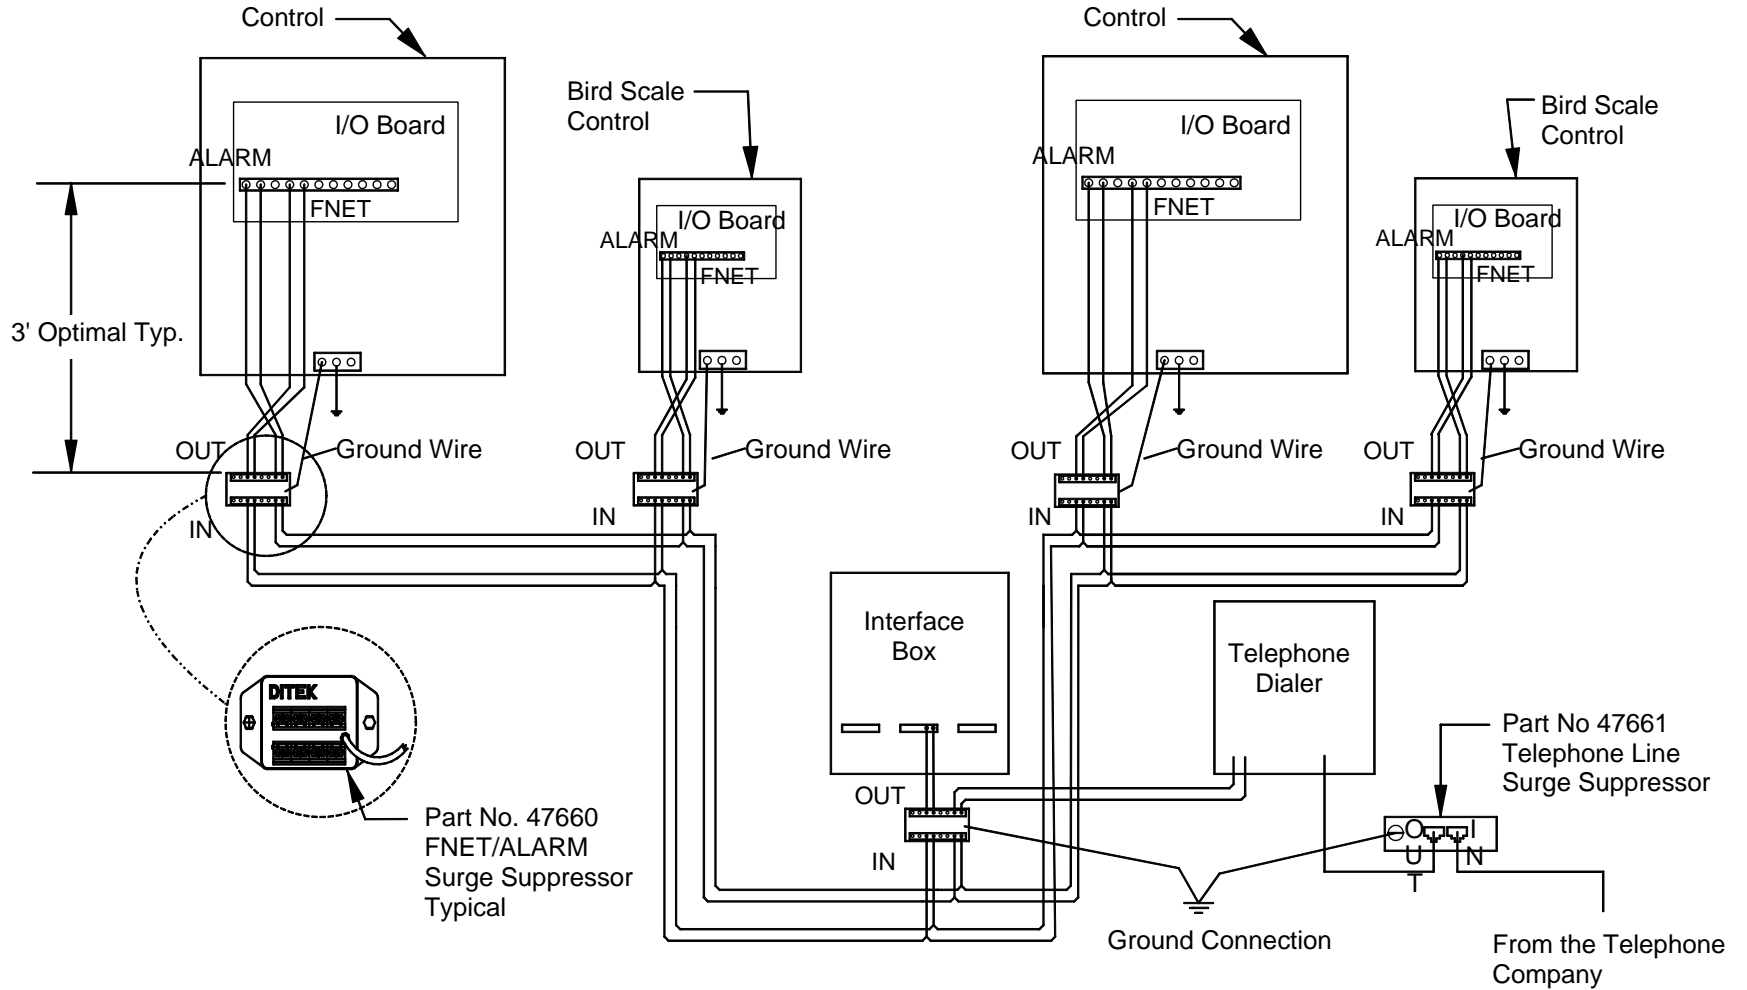 Control
Control
Bird Scale
Control
Bird Scale
Control
I/O Board
I/O Board
ALARM
ALARM
FNET
FNET
I/O Board
I/O Board
ALARM
ALARM
FNET
FNET
3' Optimal Typ.
OUT
Ground Wire
OUT
Ground Wire
OUT
Ground Wire
OUT
Ground Wire
IN
IN
IN
IN
Interface
Box
Telephone
Dialer
DITEK
Part No 47661
Telephone Line
Surge Suppressor
OUT
IN
Part No. 47660
FNET/ALARM
Surge Suppressor
Typical
OUT
IN
Ground Connection
From the Telephone
Company